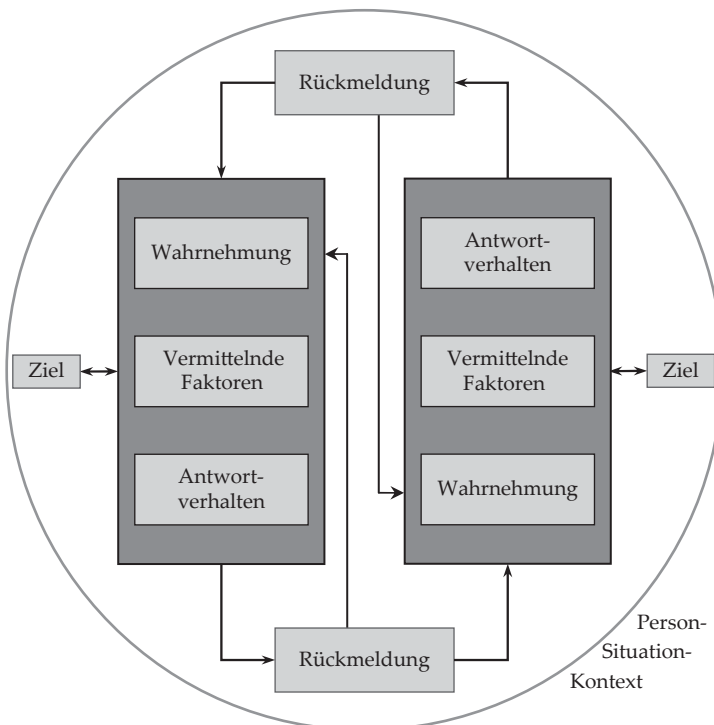 Rückmeldung
Wahrnehmung
Vermittelnde
Faktoren
Antwort-
verhalten
Ziel
Antwort-
verhalten
Vermittelnde
Faktoren
Wahrnehmung
Ziel
Rückmeldung
Person-
Situation-
Kontext